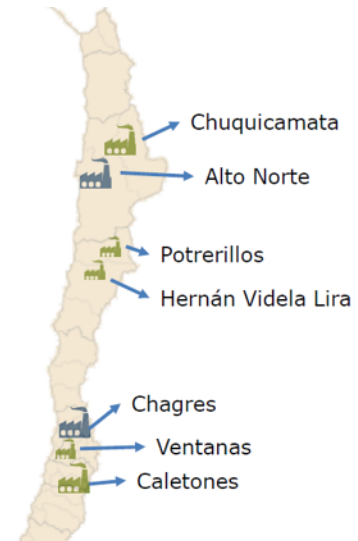 Chuquicamata
Alto Norte
Potrerillos
Hernán Videla Lira
Chagres
Ventanas
Caletones